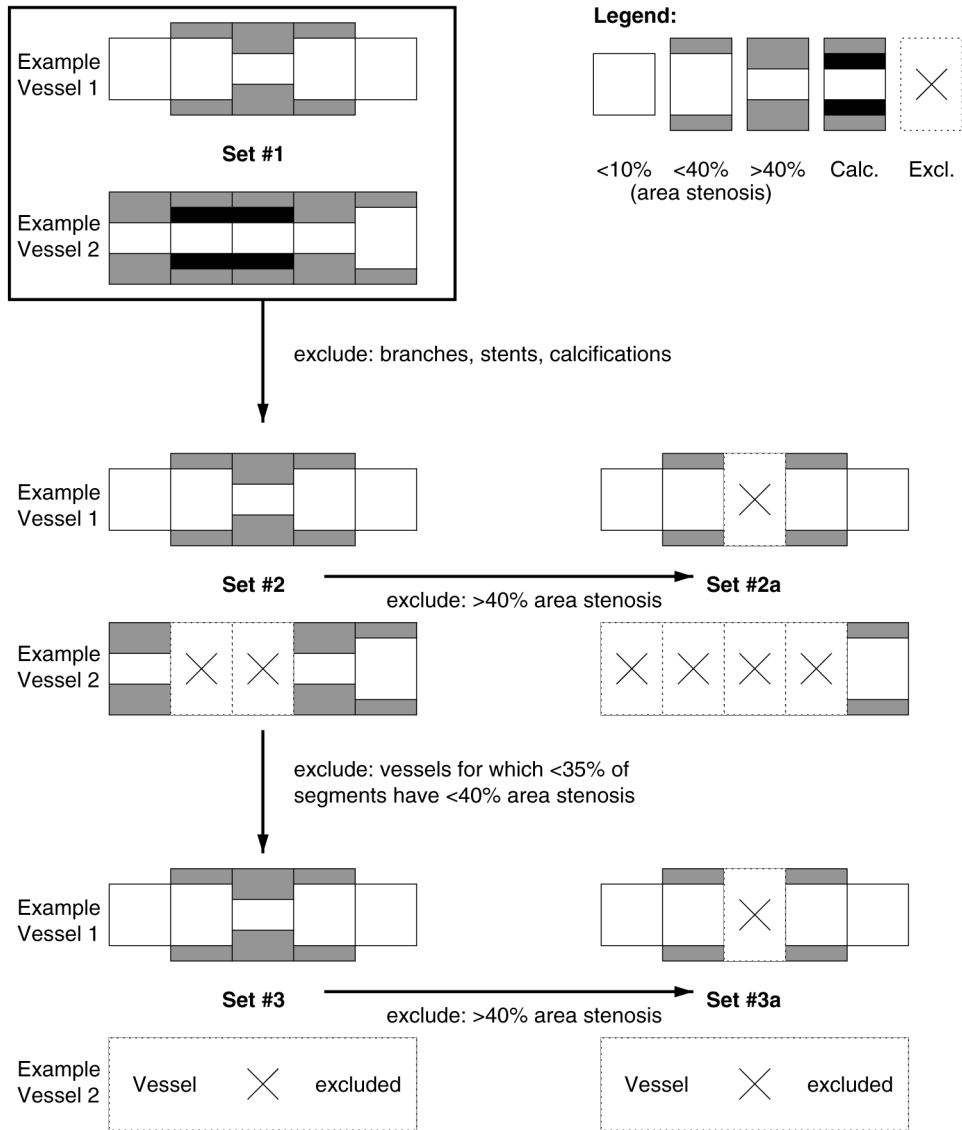 Legend:
Example
Vessel 1
Set #1
<10%
<40%
>40%
Calc.
Excl.
(area stenosis)
Example
Vessel 2
exclude: branches, stents, calcifications
Example
Vessel 1
Set #2
Set #2a
exclude: >40% area stenosis
Example
Vessel 2
exclude: vessels for which <35% of
segments have <40% area stenosis
Example
Vessel 1
Set #3
Set #3a
exclude: >40% area stenosis
Example
Vessel 2
Vessel
excluded
Vessel
excluded